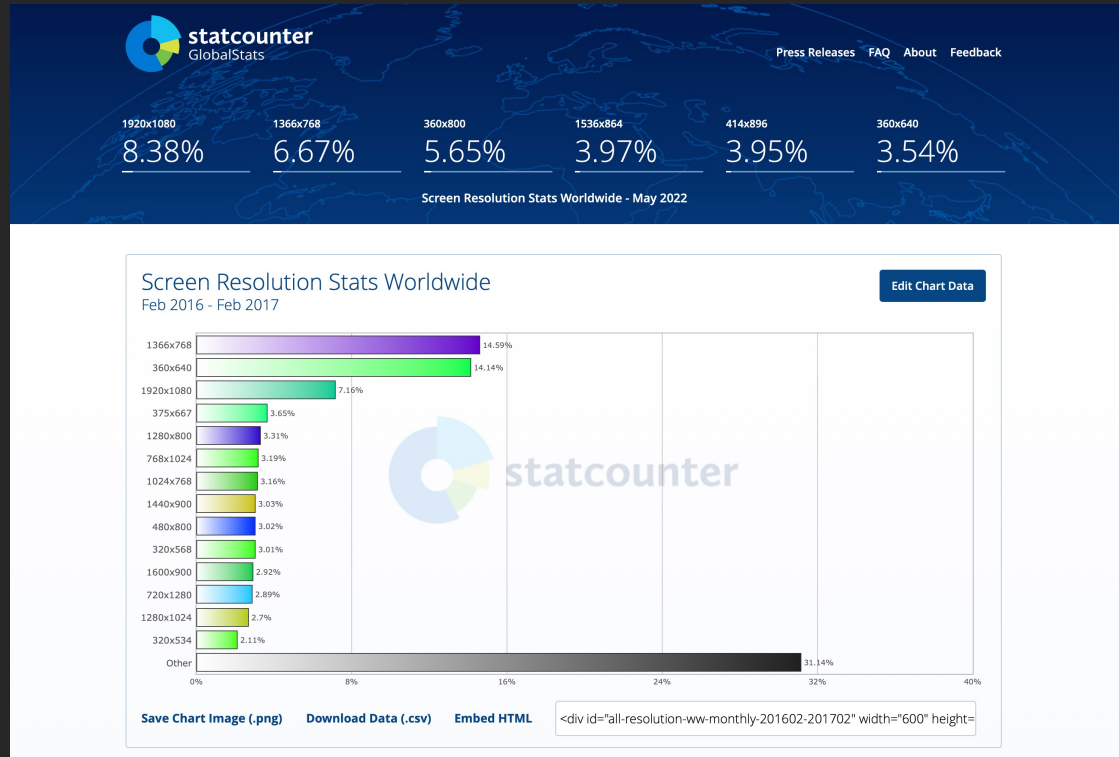 statcounter
GlobalStats
Press Releases FAQ About Feedback
1920x1080 1366x768 360x800 1536x864 414x896 360x640
8.38% 6.67% 5.65% 3.97% 3.95% 3.54%
Screen Resolution Stats Worldwide - May 2022
Screen Resolution Stats Worldwide
Feb 2016 - Feb 2017
Edit Chart Data
1366x768 14.59%
360x640 14.14%
1920x1080 7.16%
375x667 3.65%
1280x800 3.31%
768x1024 3.19%
1024x768 3.16%
1440x900 3.03%
480x800 3.02%
320x568 3.01%
1600x900 2.92%
720x1280 2.89%
1280x1024 2.7%
320x534 2.11%
Other 31.14%
0% 8% 16% 24% 32% 40%
statcounter
Save Chart Image (.png) Download Data (.csv) Embed HTML <div id="all-resolution-ww-monthly-201602-201702" width="600" height=